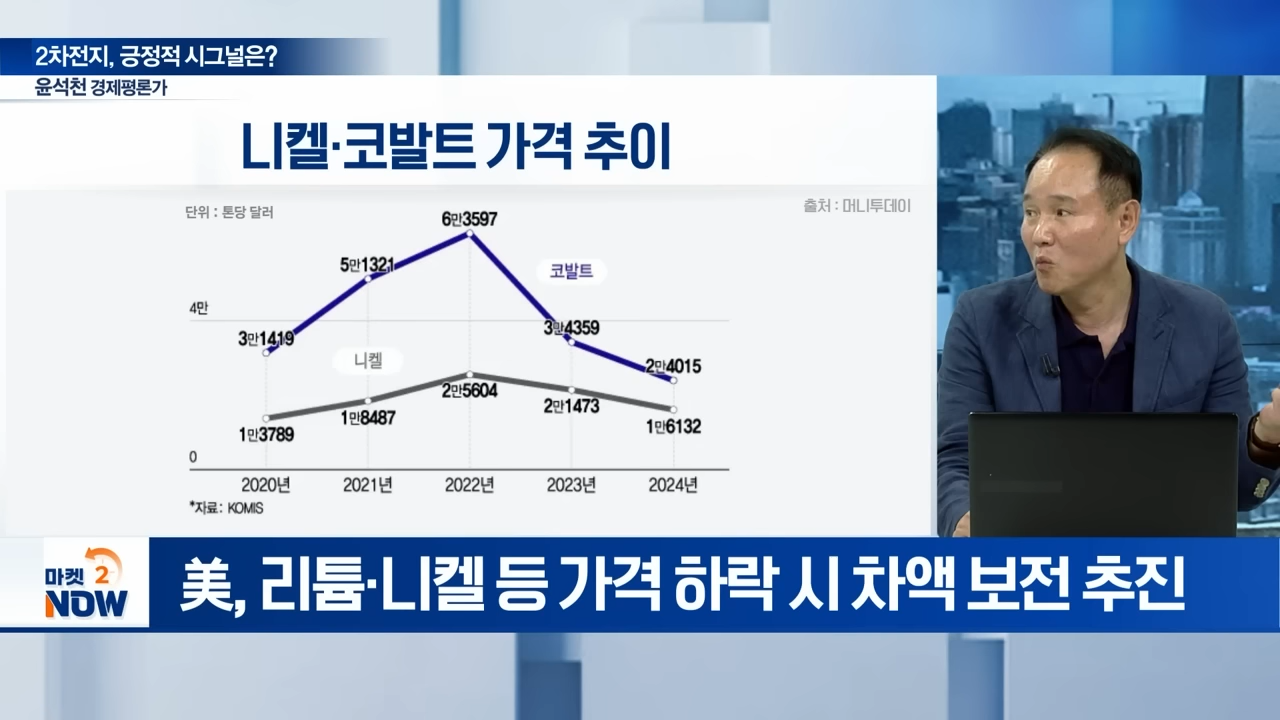 2차전지, 긍정적 시그널은?
윤석천 경제평론가
니켈·코발트 가격 추이
단위 : 톤당 달러
출처 : 머니투데이
6만3597
5만1321
코발트
4만
3만1419
3만4359
니켈
2만4015
2만5604
2만1473
1만8487
1만6132
1만3789
0
2020년 2021년 2022년 2023년 2024년
*자료: KOMIS
마켓 2
NOW
美, 리튬·니켈 등 가격 하락 시 차액 보전 추진